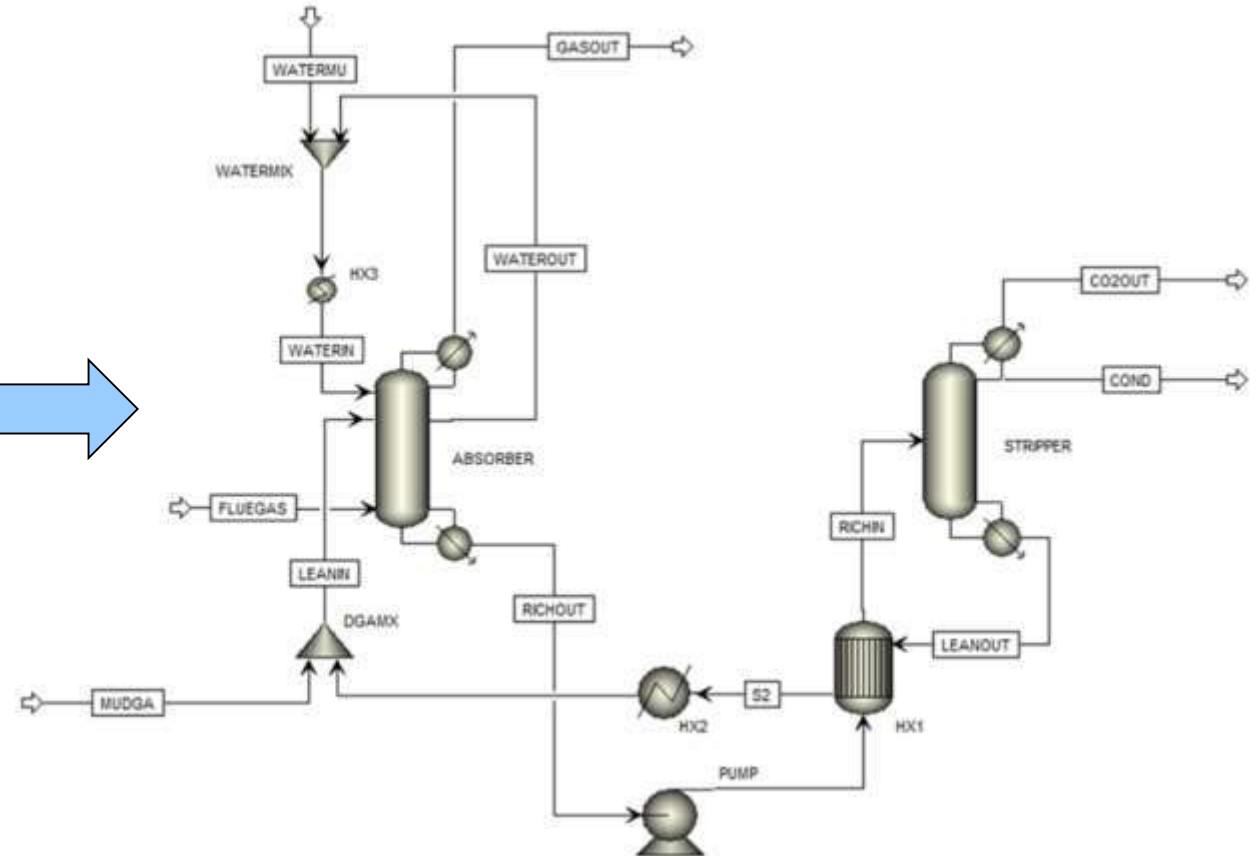 GASOUT
WATERMU
WATERMIX
WATEROUT
HX3
CO2OUT
WATERIN
COND
ABSORBER
STRIPPER
FLUEGAS
RICHIN
LEANIN
RICHOUT
DGAMX
LEANOUT
MUDGA
S2
HX2
HX1
PUMP